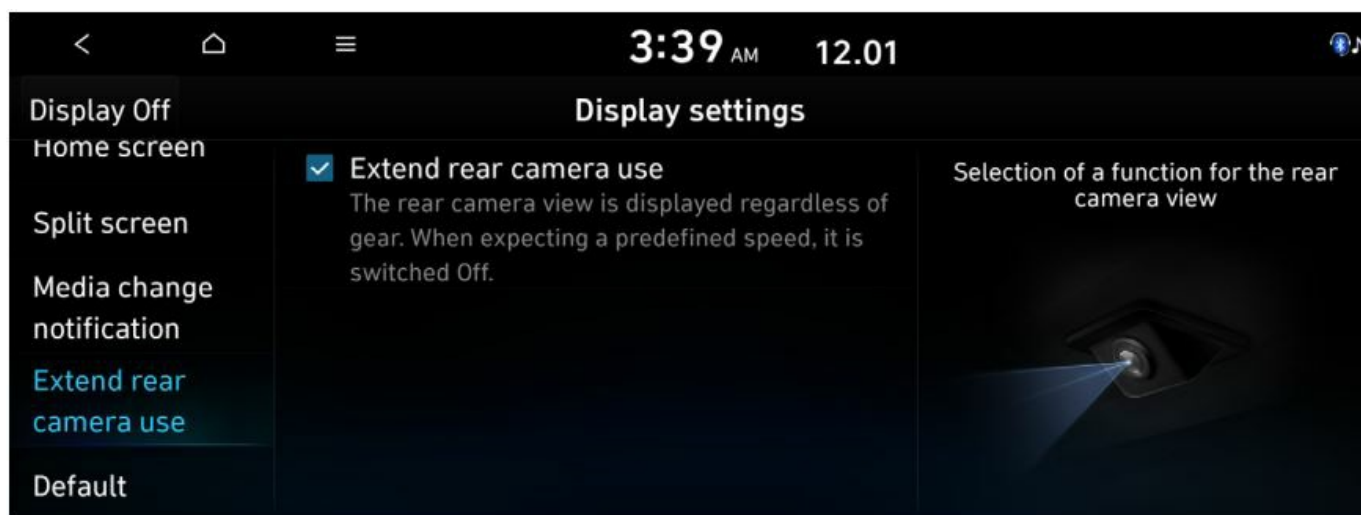 3:39 AM 12.01
Display Off
Display settings
Home screen
Split screen
Media change
notification
Extend rear
camera use
Default
Extend rear camera use
The rear camera view is displayed regardless of
gear. When expecting a predefined speed, it is
switched Off.
Selection of a function for the rear
camera view